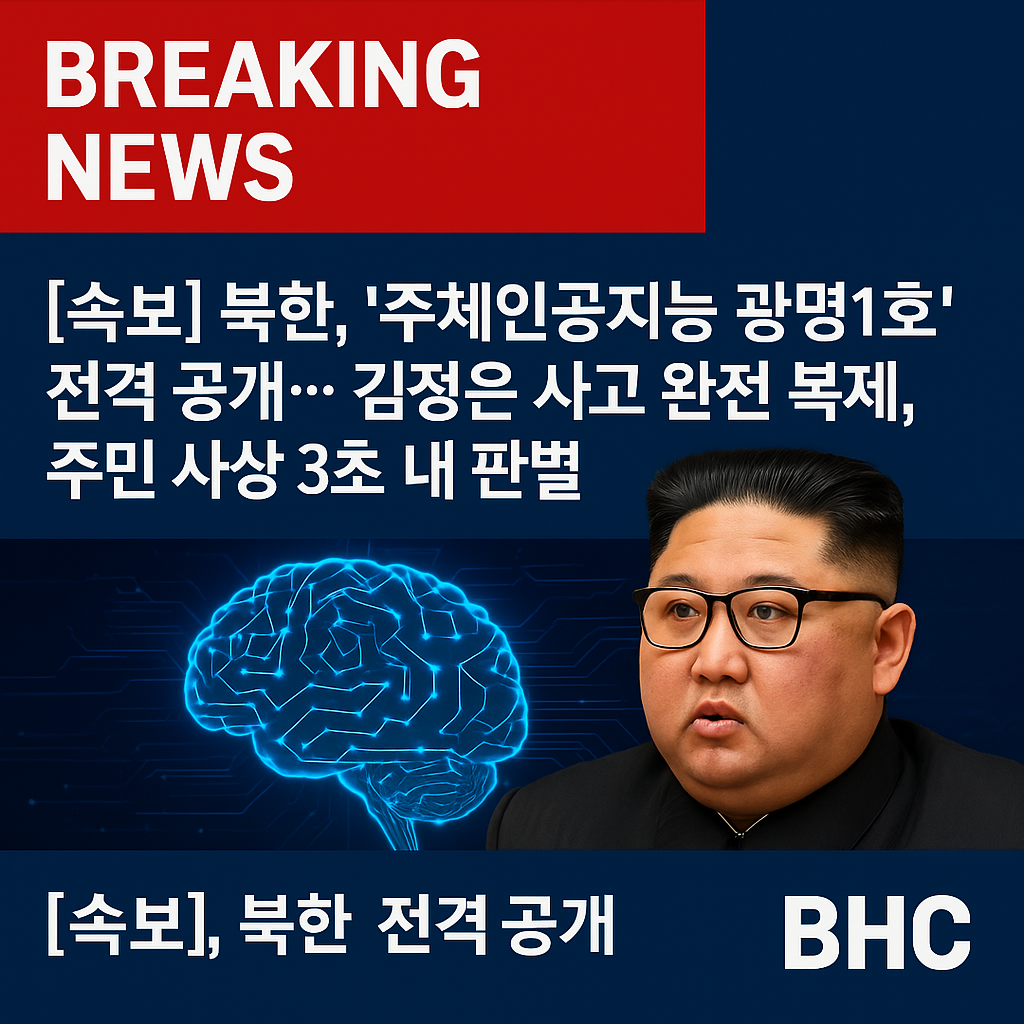 BREAKING
NEWS
[속보] 북한, '주체인공지능 광명1호'
전격 공개… 김정은 사고 완전 복제,
주민 사상 3초 내 판별
[속보], 북한 전격 공개
BHC